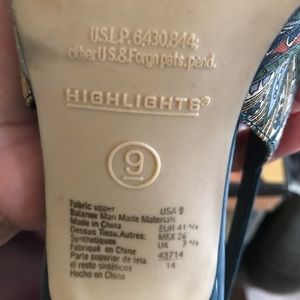 U.S.L.P. 6,430,844;
other U.S. & Forgn pats. pend.
HIGHLIGHTS®
9
Fabric upper
Balance Man Made Materials
Made in China
Dessus Tissu, Autres:
Synthétiques
Fabriqué en Chine
Parte superior de tela,
el resto sintéticos
Hecho en China
USA 9
EUR 41
MEX 26
UK
43714
14